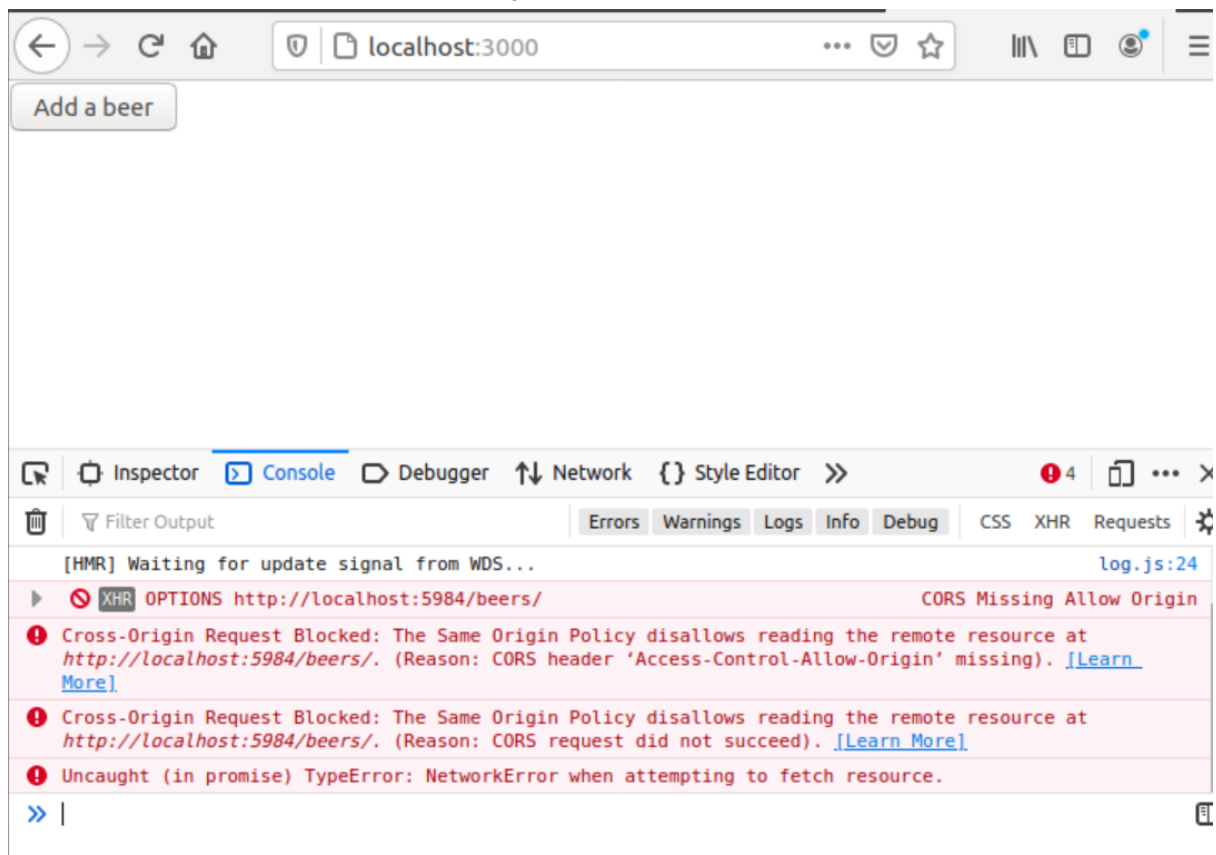 localhost:3000
Add a beer
Inspector Console Debugger Network {} Style Editor 4
Filter Output Errors Warnings Logs Info Debug CSS XHR Requests
[HMR] Waiting for update signal from WDS... log.js:24
XHR OPTIONS http://localhost:5984/beers/ CORS Missing Allow Origin
Cross-Origin Request Blocked: The Same Origin Policy disallows reading the remote resource at
http://localhost:5984/beers/. (Reason: CORS header ‘Access-Control-Allow-Origin’ missing). [Learn
More]
Cross-Origin Request Blocked: The Same Origin Policy disallows reading the remote resource at
http://localhost:5984/beers/. (Reason: CORS request did not succeed). [Learn More]
Uncaught (in promise) TypeError: NetworkError when attempting to fetch resource.